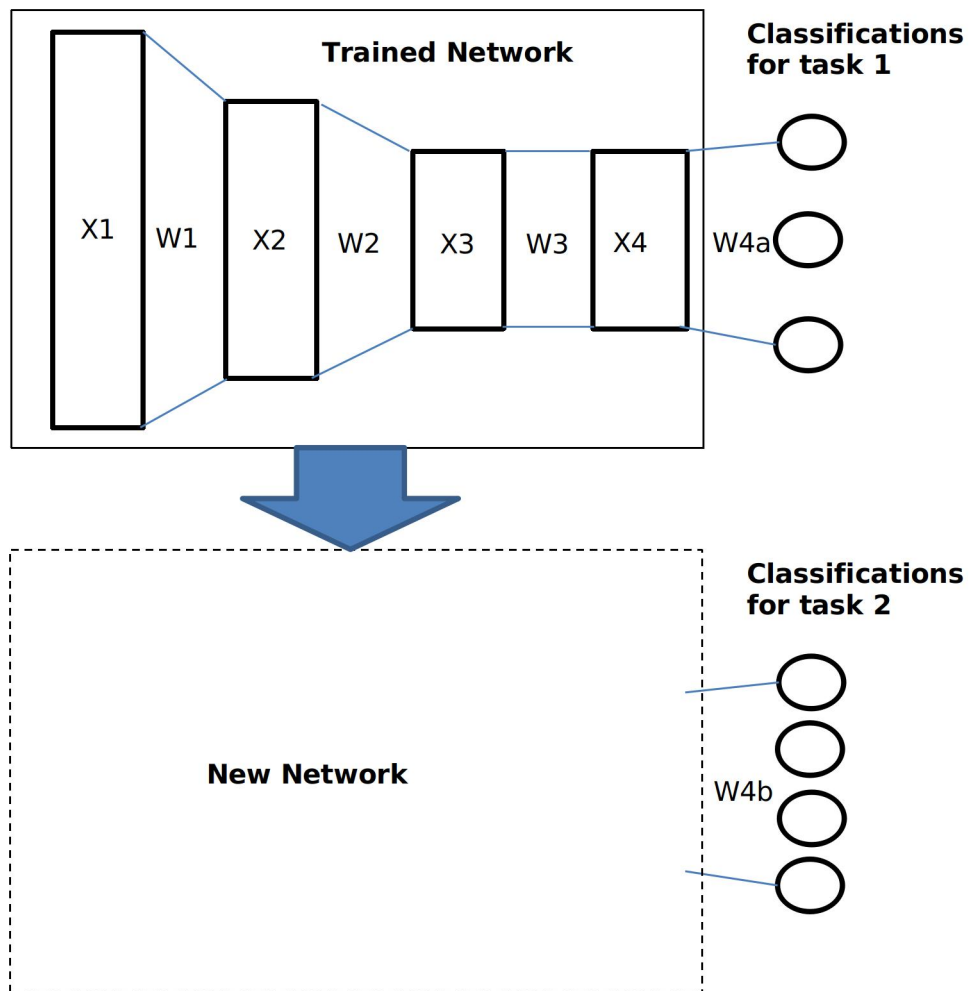 Trained Network
Classifications
for task 1
X1
W1
X2
W2
X3
W3
X4
W4a
Classifications
for task 2
New Network
W4b